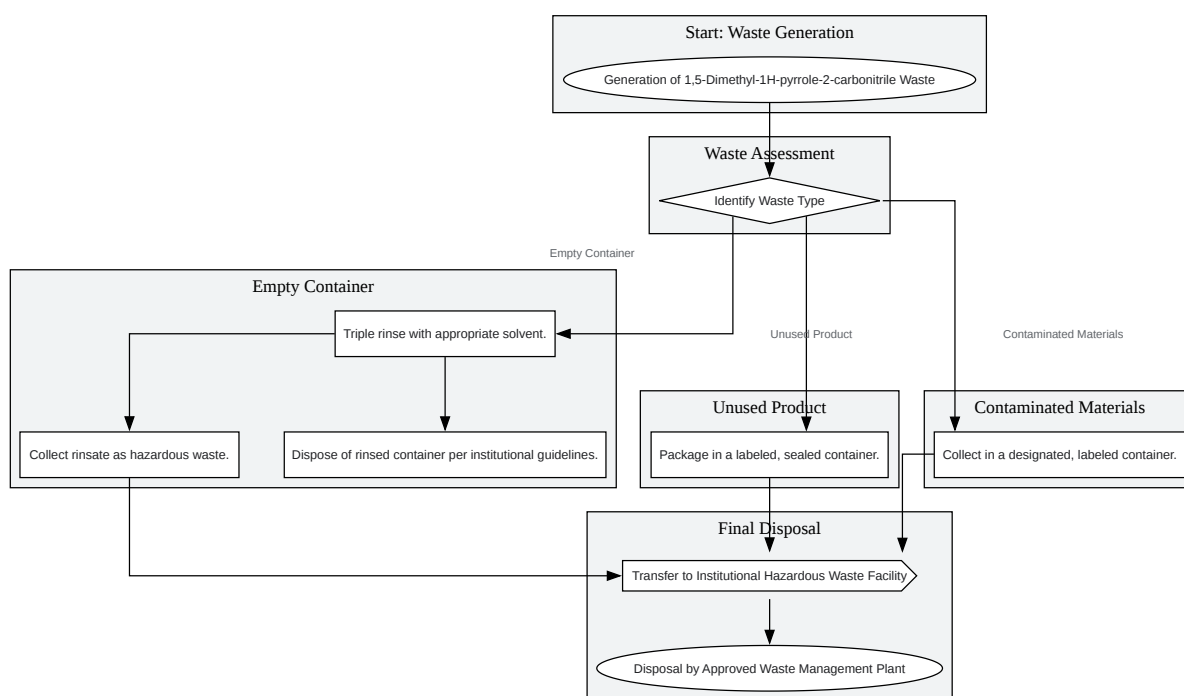 Start: Waste Generation
Generation of 1,5-Dimethyl-1H-pyrrole-2-carbonitrile Waste
Waste Assessment
Identify Waste Type
Empty Container
Empty Container
Triple rinse with appropriate solvent.
Unused Product
Contaminated Materials
Unused Product
Contaminated Materials
Collect rinsate as hazardous waste.
Dispose of rinsed container per institutional guidelines.
Package in a labeled, sealed container.
Collect in a designated, labeled container.
Final Disposal
Transfer to Institutional Hazardous Waste Facility
Disposal by Approved Waste Management Plant